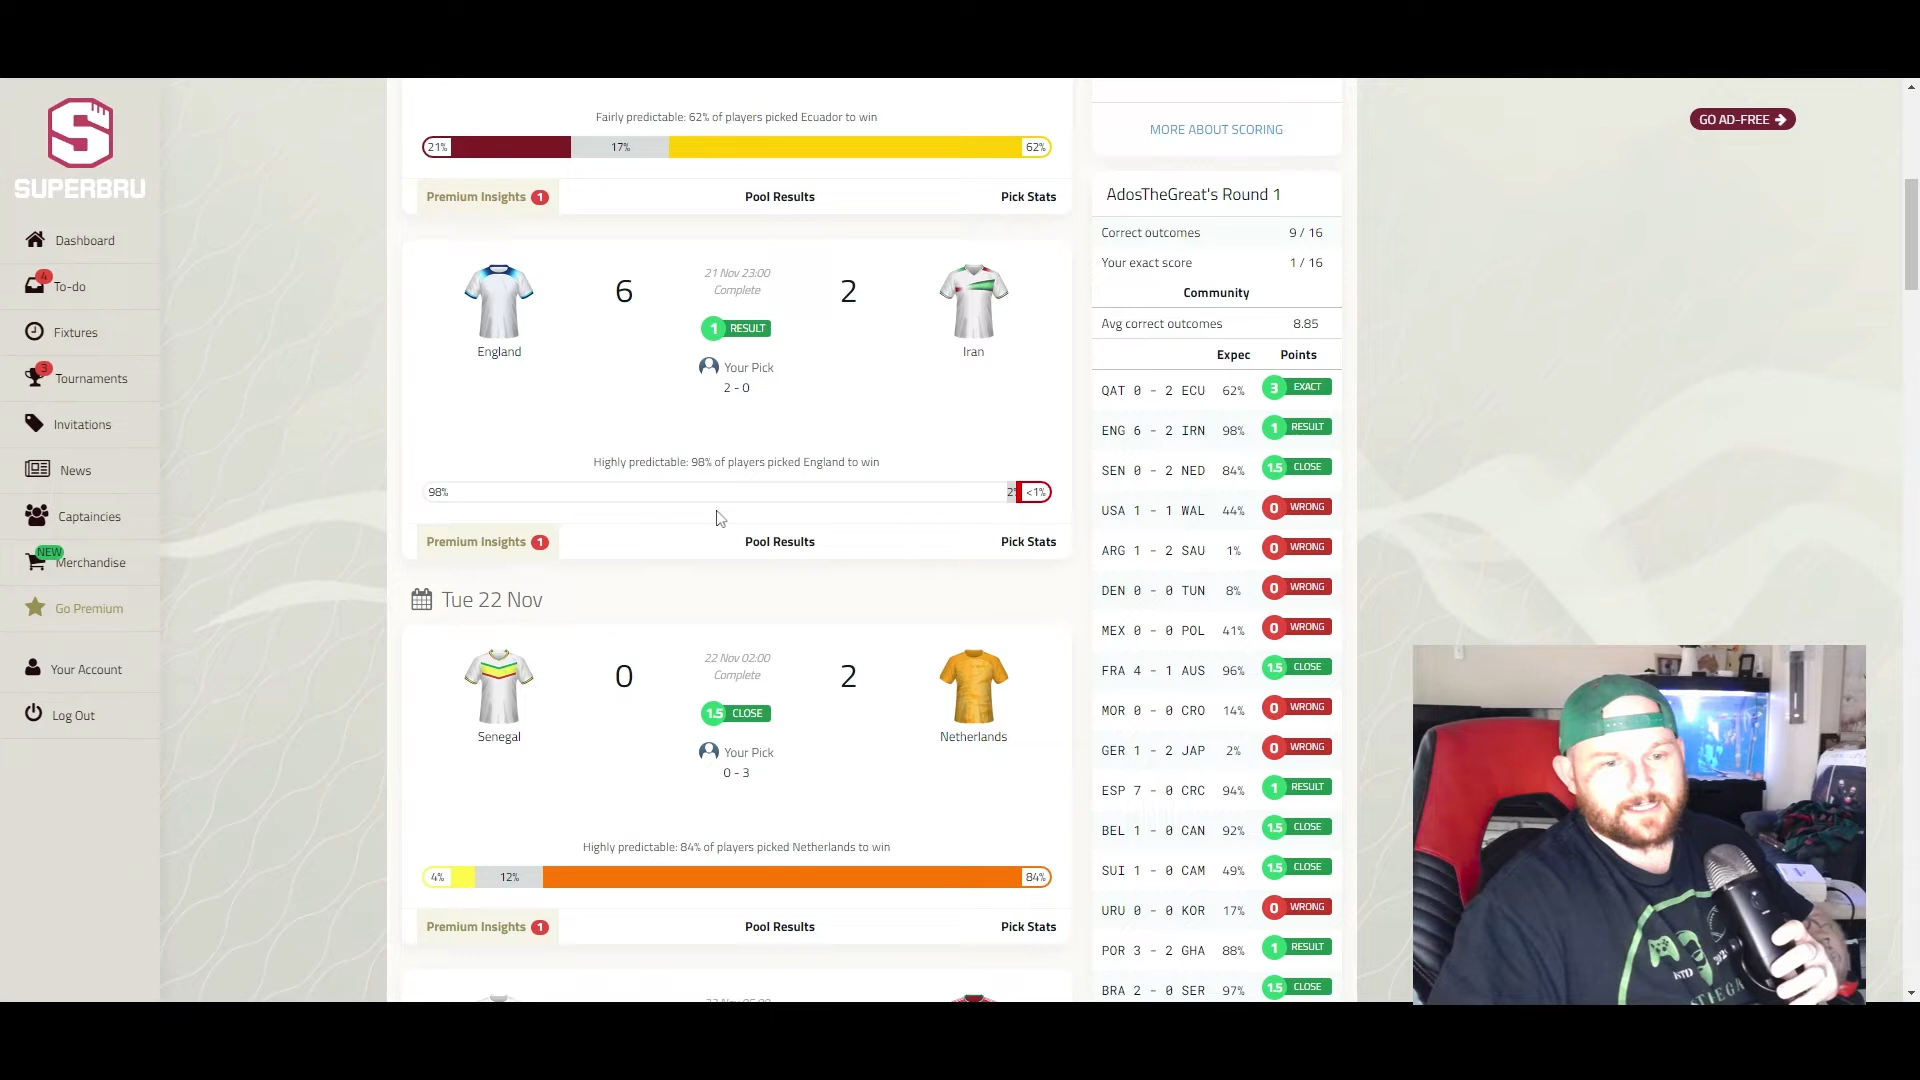 SUPERBRU
Dashboard
4
To-do
Fixtures
3
Tournaments
Invitations
News
Captaincies
NEW
Merchandise
Go Premium
Your Account
Log Out
Fairly predictable: 62% of players picked Ecuador to win
21% 17% 62%
Premium Insights 1 Pool Results Pick Stats
England 6 21 Nov 23:00 2 Iran
Complete
1 RESULT
Your Pick
2 - 0
Highly predictable: 98% of players picked England to win
98% 2% <1%
Premium Insights 1 Pool Results Pick Stats
Tue 22 Nov
Senegal 0 22 Nov 02:00 2 Netherlands
Complete
1.5 CLOSE
Your Pick
0 - 3
Highly predictable: 84% of players picked Netherlands to win
4% 12% 84%
Premium Insights 1 Pool Results Pick Stats
MORE ABOUT SCORING
AdosTheGreat's Round 1
Correct outcomes 9 / 16
Your exact score 1 / 16
Community
Avg correct outcomes 8.85
Expec Points
QAT 0 - 2 ECU 62% 3 EXACT
ENG 6 - 2 IRN 98% 1 RESULT
SEN 0 - 2 NED 84% 1.5 CLOSE
USA 1 - 1 WAL 44% 0 WRONG
ARG 1 - 2 SAU 1% 0 WRONG
DEN 0 - 0 TUN 8% 0 WRONG
MEX 0 - 0 POL 41% 0 WRONG
FRA 4 - 1 AUS 96% 1.5 CLOSE
MOR 0 - 0 CRO 14% 0 WRONG
GER 1 - 2 JAP 2% 0 WRONG
ESP 7 - 0 CRC 94% 1 RESULT
BEL 1 - 0 CAN 92% 1.5 CLOSE
SUI 1 - 0 CAM 49% 1.5 CLOSE
URU 0 - 0 KOR 17% 0 WRONG
POR 3 - 2 GHA 88% 1 RESULT
BRA 2 - 0 SER 97% 1.5 CLOSE
GO AD-FREE